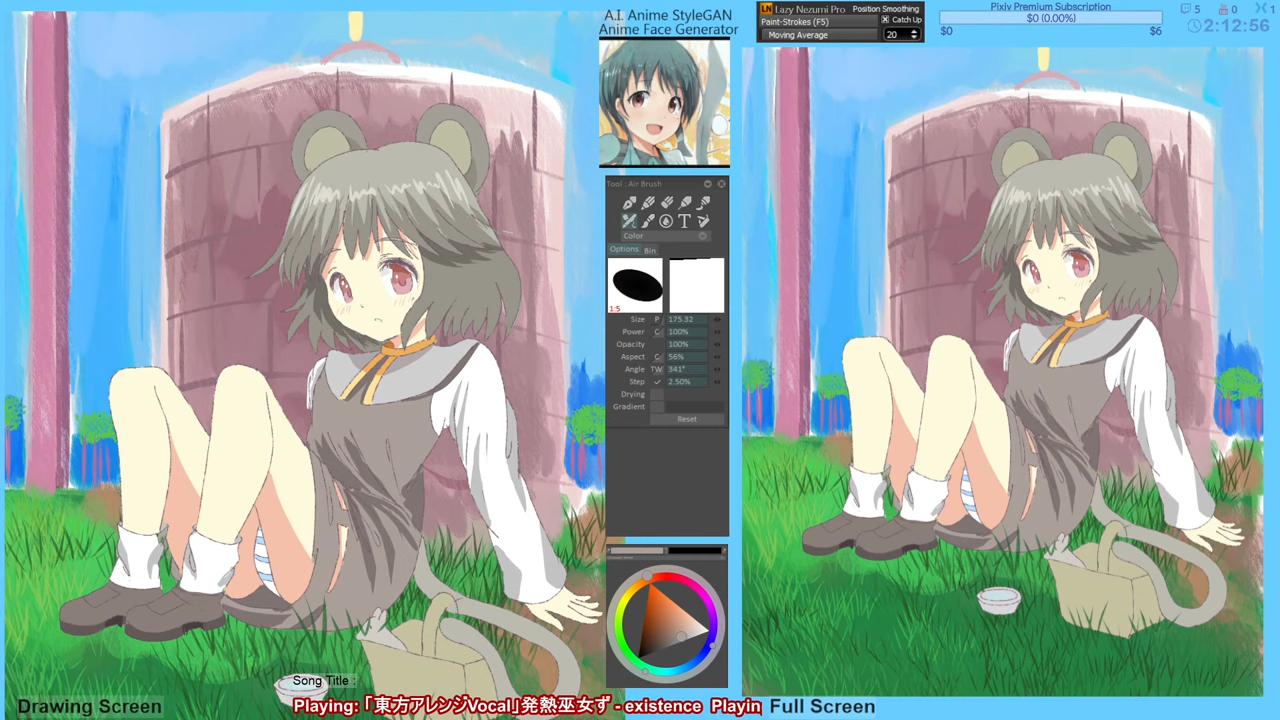 A.I. Anime StyleGAN
Anime Face Generator
LN Lazy Nezumi Pro Position Smoothing
Paint-Strokes (F5) Catch Up
Moving Average 20
Pixiv Premium Subscription
$0 (0.00%)
$0 $6
5 0 1
2:12:56
Tool : Air Brush
Color
Options Bin
1:5
Size P 175.32
Power C 100%
Opacity 100%
Aspect C 56%
Angle TW 341°
Step 2.50%
Drying
Gradient
Reset
Song Title :
Drawing Screen
Playing: 「東方アレンジVocal」発熱巫女ず - existence Playin
Full Screen